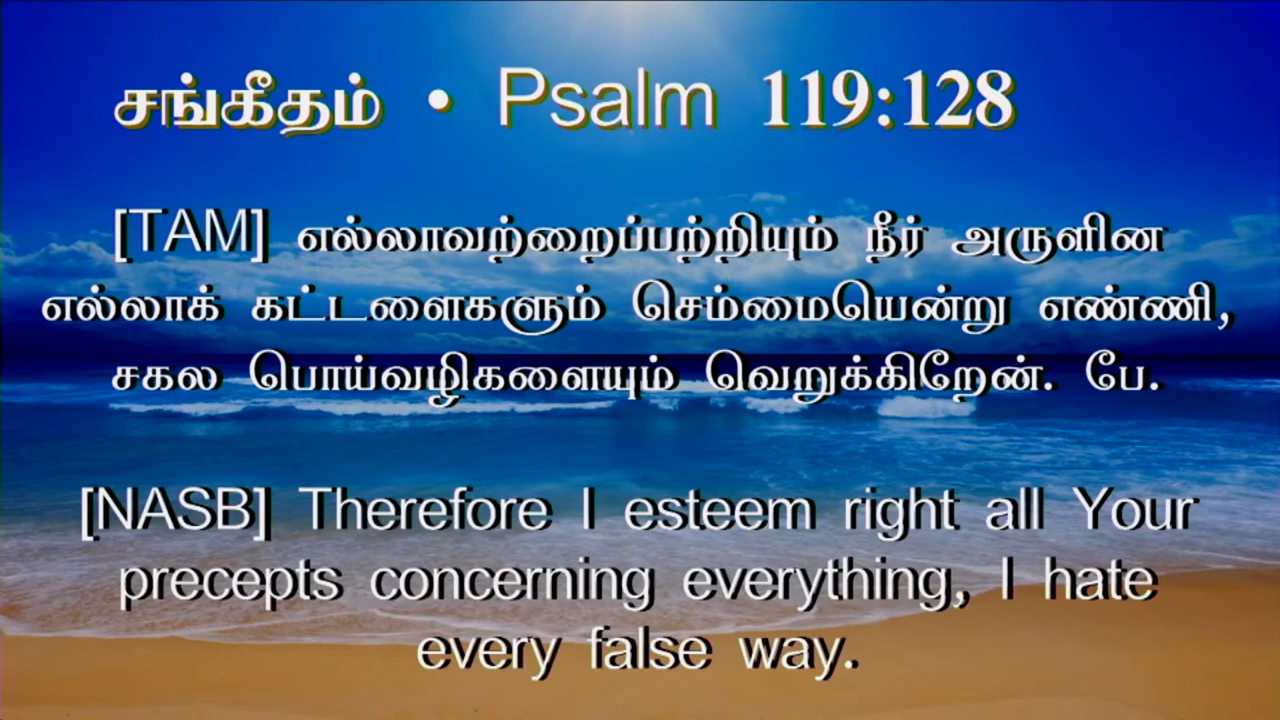 சங்கீதம் • Psalm 119:128
[TAM] எல்லாவற்றைப்பற்றியும் நீர் அருளின
எல்லாக் கட்டளைகளும் செம்மையென்று எண்ணி,
சகல பொய்வழிகளையும் வெறுக்கிறேன். பே.
[NASB] Therefore I esteem right all Your
precepts concerning everything, I hate
every false way.